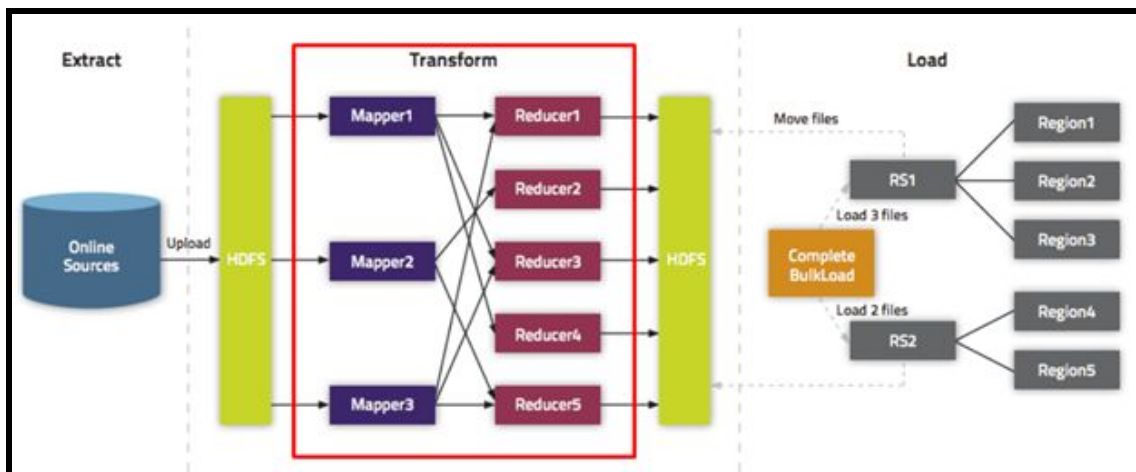 Extract
Transform
Load
Online
Sources
Upload
HDFS
Mapper1
Mapper2
Mapper3
Reducer1
Reducer2
Reducer3
Reducer4
Reducer5
HDFS
Move files
RS1
Load 3 files
Complete
BulkLoad
Load 2 files
RS2
Region1
Region2
Region3
Region4
Region5